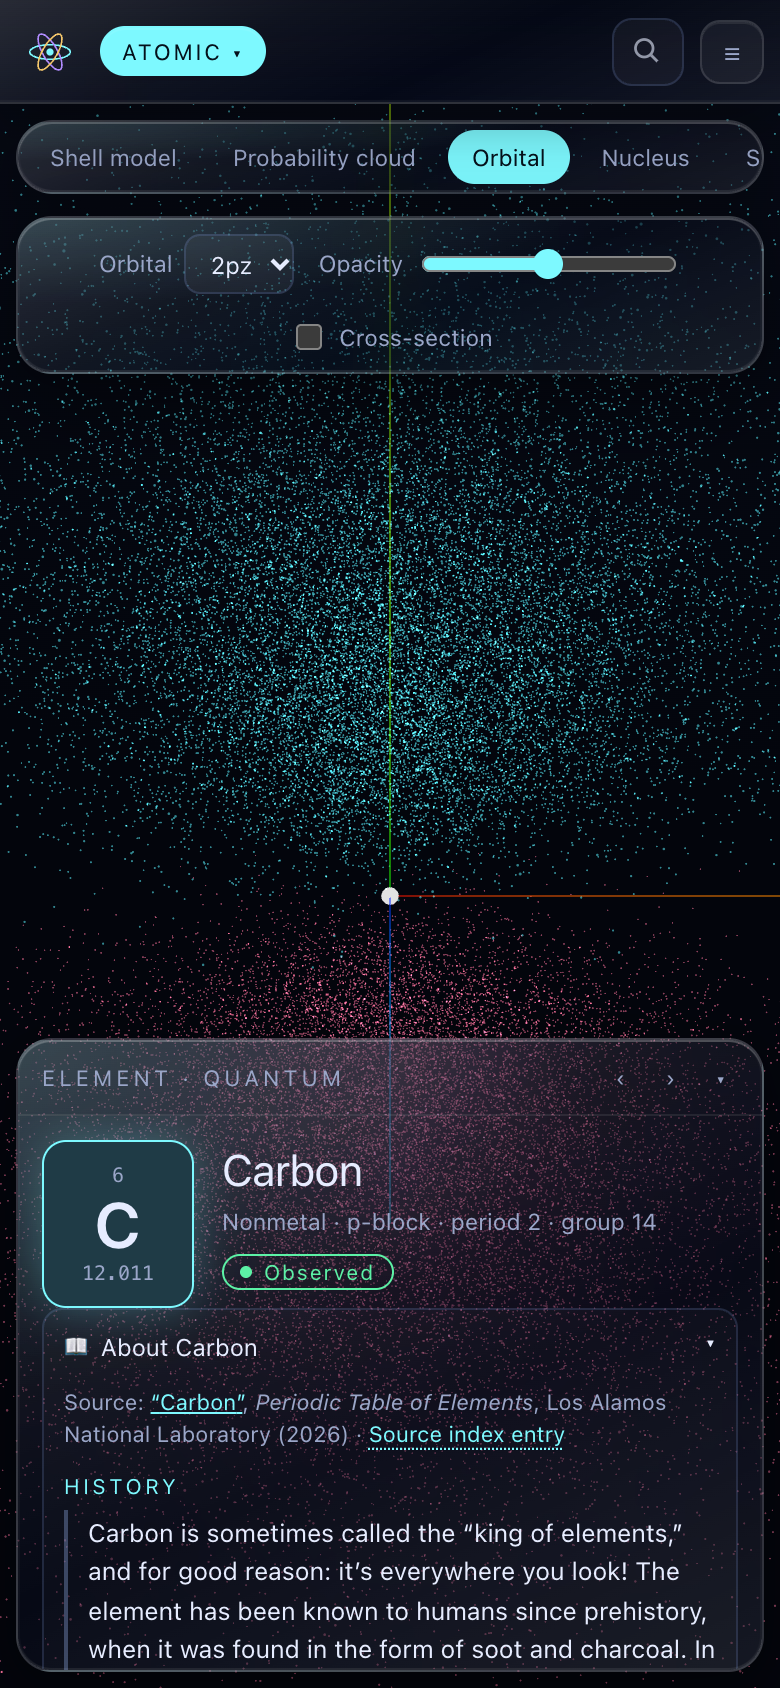 ATOMIC ▾
≡
Shell model Probability cloud Orbital Nucleus S
Orbital 2pz Opacity
Cross-section
ELEMENT · QUANTUM ‹ › ▾
6
C
12.011
Carbon
Nonmetal · p-block · period 2 · group 14
Observed
📖 About Carbon ▾
Source: “Carbon”, Periodic Table of Elements, Los Alamos
National Laboratory (2026) · Source index entry
HISTORY
Carbon is sometimes called the “king of elements,”
and for good reason: it’s everywhere you look! The
element has been known to humans since prehistory,
when it was found in the form of soot and charcoal. In